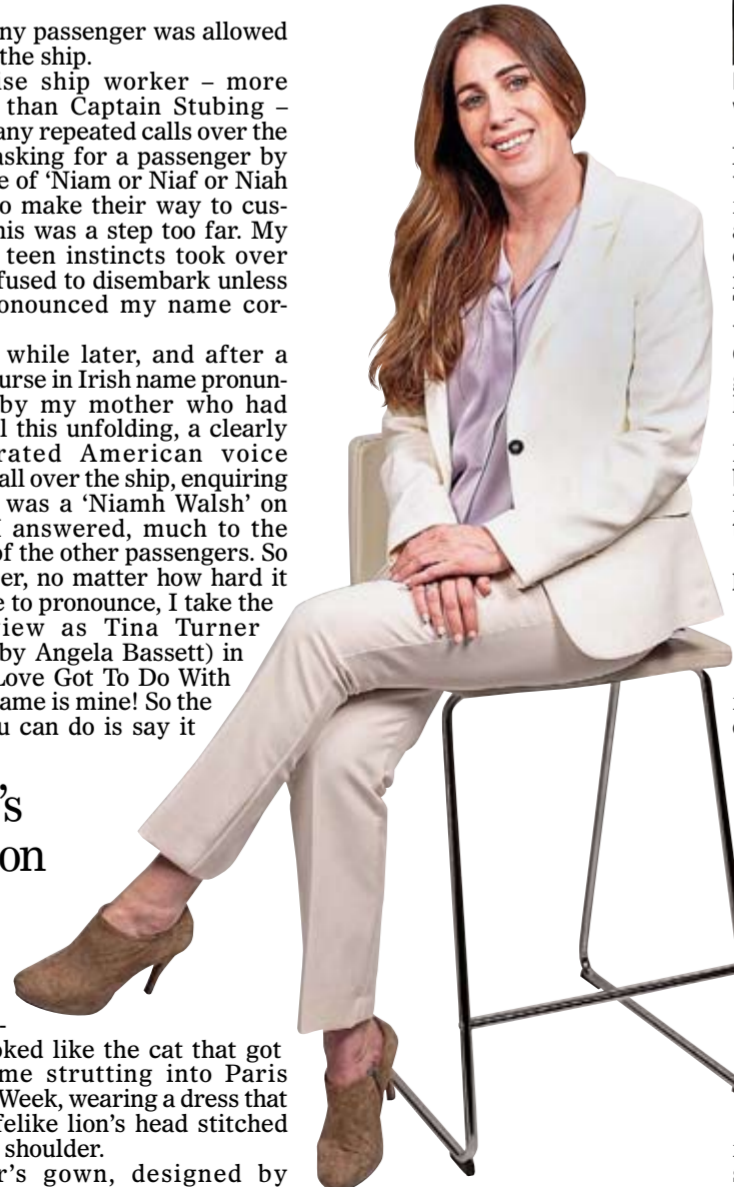 ny passenger was allowed
the ship.
se ship worker – more
than Captain Stubing –
any repeated calls over the
asking for a passenger by
e of ‘Niam or Niaf or Niah
o make their way to cus-
his was a step too far. My
teen instincts took over
fused to disembark unless
onounced my name cor-
while later, and after a
urse in Irish name pronun-
by my mother who had
l this unfolding, a clearly
rated American voice
all over the ship, enquiring
was a ‘Niamh Walsh’ on
I answered, much to the
of the other passengers. So
er, no matter how hard it
e to pronounce, I take the
iew as Tina Turner
by Angela Bassett) in
Love Got To Do With
ame is mine! So the
u can do is say it
’s
on
-
oked like the cat that got
me strutting into Paris
Week, wearing a dress that
felike lion’s head stitched
shoulder.
r’s gown, designed by